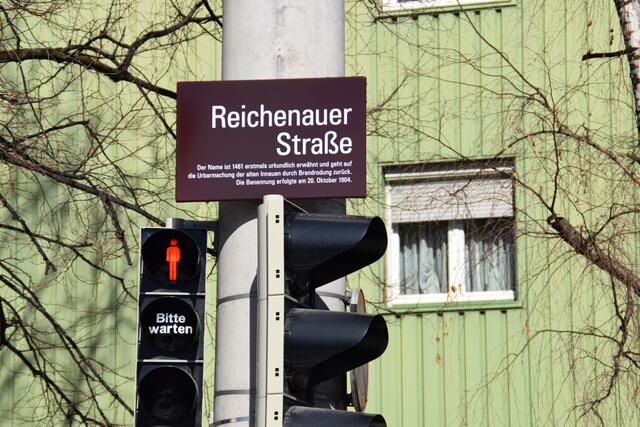 Reichenauer
Straße
Der Name ist 1461 erstmals urkundlich erwähnt und geht auf
die Urbarmachung der alten Innauen durch Brandrodung zurück.
Die Benennung erfolgte am 20. Oktober 1904.
Bitte
warten